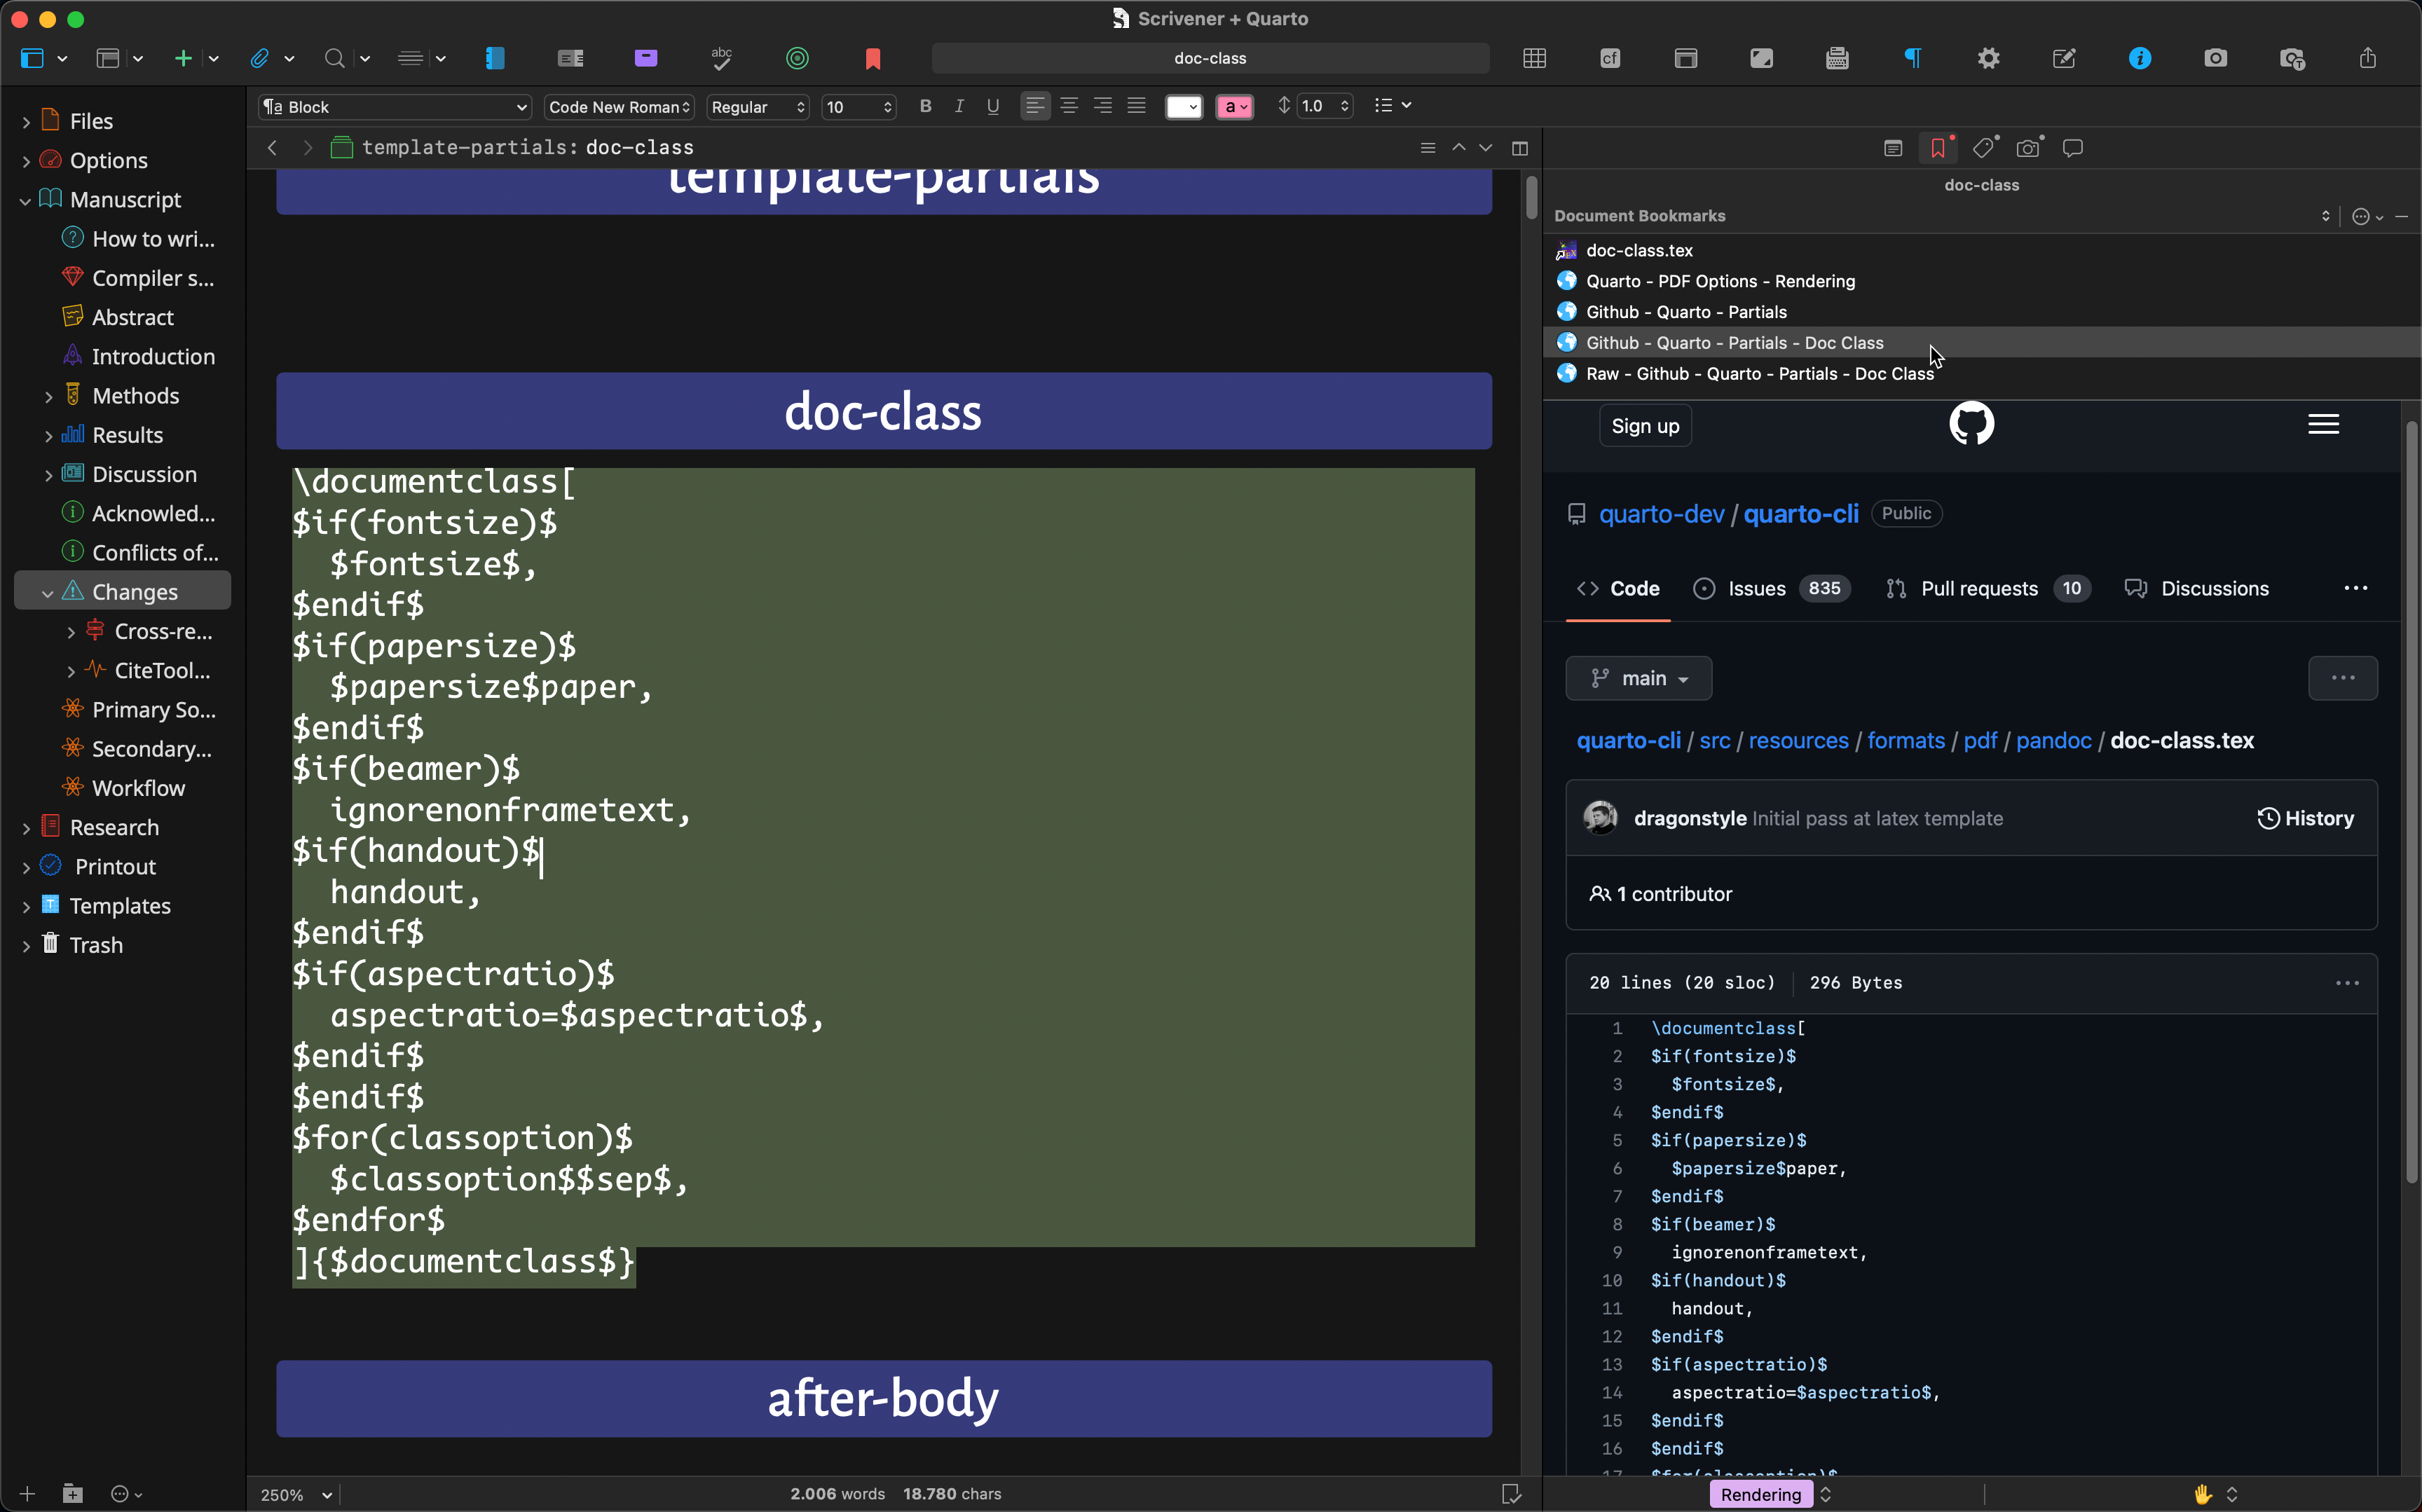 Scrivener + Quarto
abc
cf
doc-class
¶a Block
Code New Roman
Regular
10
B I U
a
1.0
template-partials: doc-class
Files
Options
Manuscript
How to wri...
Compiler s...
Abstract
Introduction
Methods
Results
Discussion
Acknowled...
Conflicts of...
Changes
Cross-re...
CiteTool...
Primary So...
Secondary...
Workflow
Research
Printout
Templates
Trash
template-partials
doc-class
\documentclass[
$if(fontsize)$
  $fontsize$,
$endif$
$if(papersize)$
  $papersize$paper,
$endif$
$if(beamer)$
  ignorenonframetext,
$if(handout)$
  handout,
$endif$
$if(aspectratio)$
  aspectratio=$aspectratio$,
$endif$
$endif$
$for(classoption)$
  $classoption$$sep$,
$endfor$
]{$documentclass$}
after-body
250%
2.006 words 18.780 chars
doc-class
Document Bookmarks
doc-class.tex
Quarto - PDF Options - Rendering
Github - Quarto - Partials
Github - Quarto - Partials - Doc Class
Raw - Github - Quarto - Partials - Doc Class
Sign up
quarto-dev / quarto-cli Public
Code Issues 835 Pull requests 10 Discussions ...
main
...
quarto-cli / src / resources / formats / pdf / pandoc / doc-class.tex
dragonstyle Initial pass at latex template History
1 contributor
20 lines (20 sloc) 296 Bytes
...
1 \documentclass[
2 $if(fontsize)$
3   $fontsize$,
4 $endif$
5 $if(papersize)$
6   $papersize$paper,
7 $endif$
8 $if(beamer)$
9   ignorenonframetext,
10 $if(handout)$
11   handout,
12 $endif$
13 $if(aspectratio)$
14   aspectratio=$aspectratio$,
15 $endif$
16 $endif$
17 $for(classoption)$
Rendering